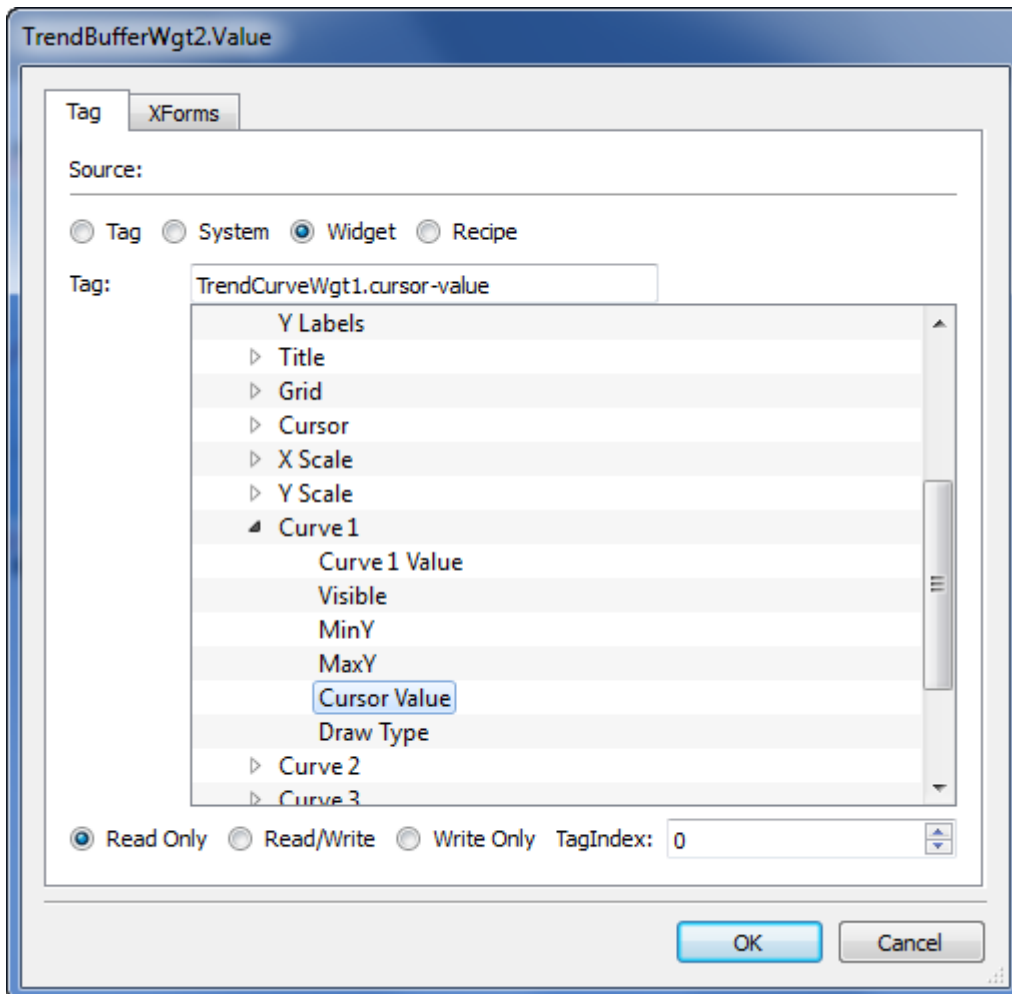 TrendBufferWgt2.Value
Tag XForms
Source:
Tag System Widget Recipe
Tag: TrendCurveWgt1.cursor-value
Y Labels
Title
Grid
Cursor
X Scale
Y Scale
Curve 1
Curve 1 Value
Visible
MinY
MaxY
Cursor Value
Draw Type
Curve 2
Curve 3
Read Only Read/Write Write Only TagIndex: 0
OK Cancel